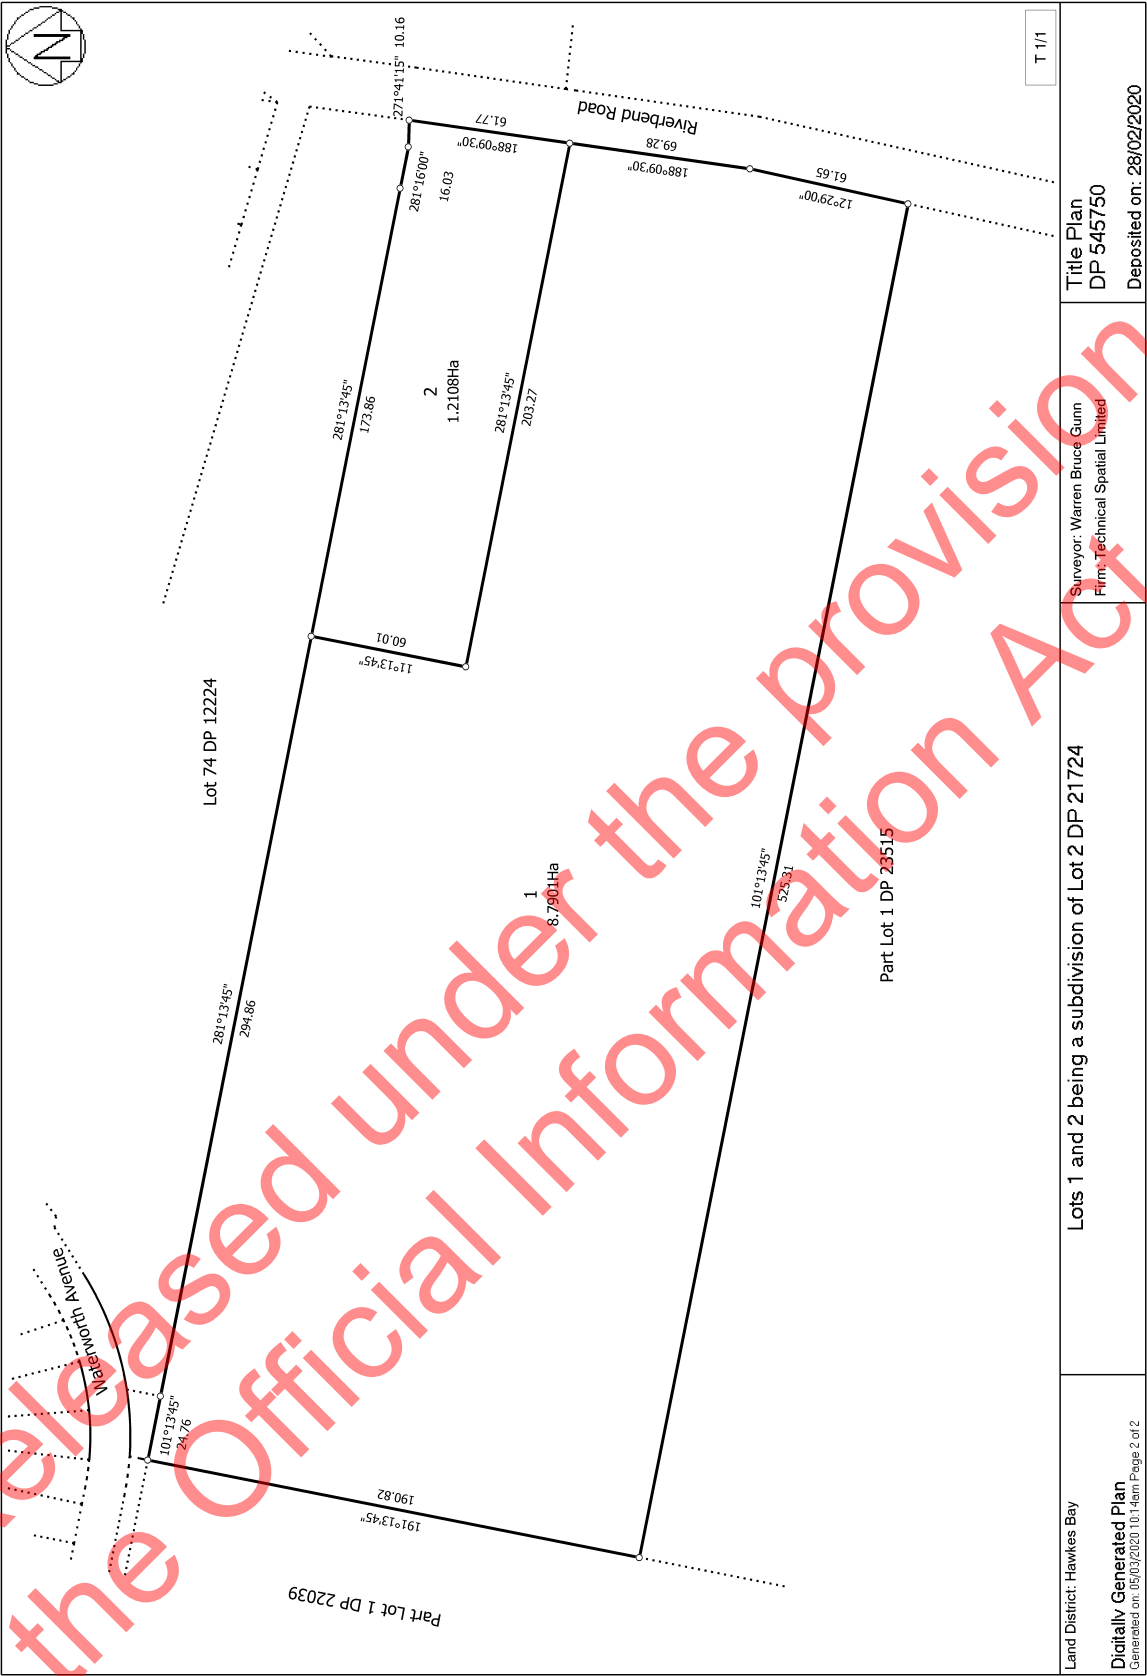 N
T 1/1
Waterworth Avenue
Lot 74 DP 12224
271°41'15" 10.16
281°16'00"
16.03
188°09'30"
61.77
Riverbend Road
281°13'45"
173.86
2
1.2108Ha
281°13'45"
203.27
188°09'30"
69.28
12°29'00"
61.65
11°13'45"
60.01
281°13'45"
294.86
101°13'45"
24.76
1
8.7901Ha
101°13'45"
525.31
191°13'45"
190.82
Part Lot 1 DP 22039
Part Lot 1 DP 23515
Land District: Hawkes Bay
Digitally Generated Plan
Generated on: 05/03/2020 10:14am Page 2 of 2
Lots 1 and 2 being a subdivision of Lot 2 DP 21724
Surveyor: Warren Bruce Gunn
Firm: Technical Spatial Limited
Title Plan
DP 545750
Deposited on: 28/02/2020
eleased under the provision
the Official Information Act